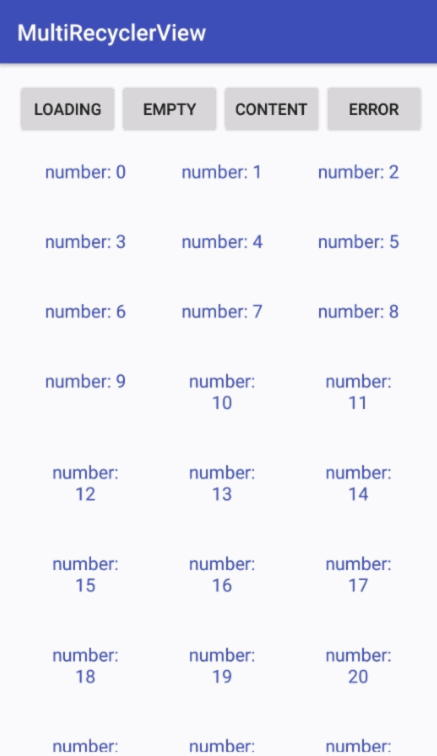 MultiRecyclerView
LOADING EMPTY CONTENT ERROR
number: 0 number: 1 number: 2
number: 3 number: 4 number: 5
number: 6 number: 7 number: 8
number: 9 number: number:
10 11
number: number: number:
12 13 14
number: number: number:
15 16 17
number: number: number:
18 19 20
number: number: number: